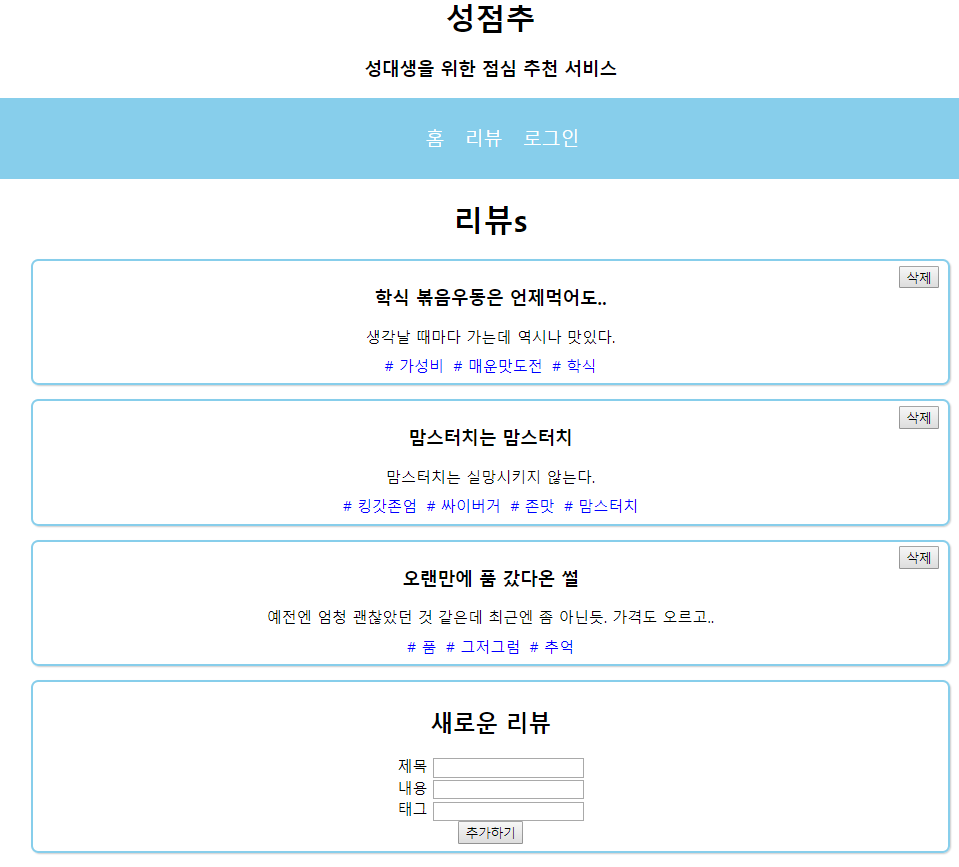 성점추
성대생을 위한 점심 추천 서비스
홈 리뷰 로그인
리뷰s
삭제
학식 볶음우동은 언제먹어도..
생각날 때마다 가는데 역시나 맛있다.
# 가성비 # 매운맛도전 # 학식
삭제
맘스터치는 맘스터치
맘스터치는 실망시키지 않는다.
# 킹갓존엄 # 싸이버거 # 존맛 # 맘스터치
삭제
오랜만에 품 갔다온 썰
예전엔 엄청 괜찮았던 것 같은데 최근엔 좀 아닌듯. 가격도 오르고..
# 품 # 그저그럼 # 추억
새로운 리뷰
제목
내용
태그
추가하기